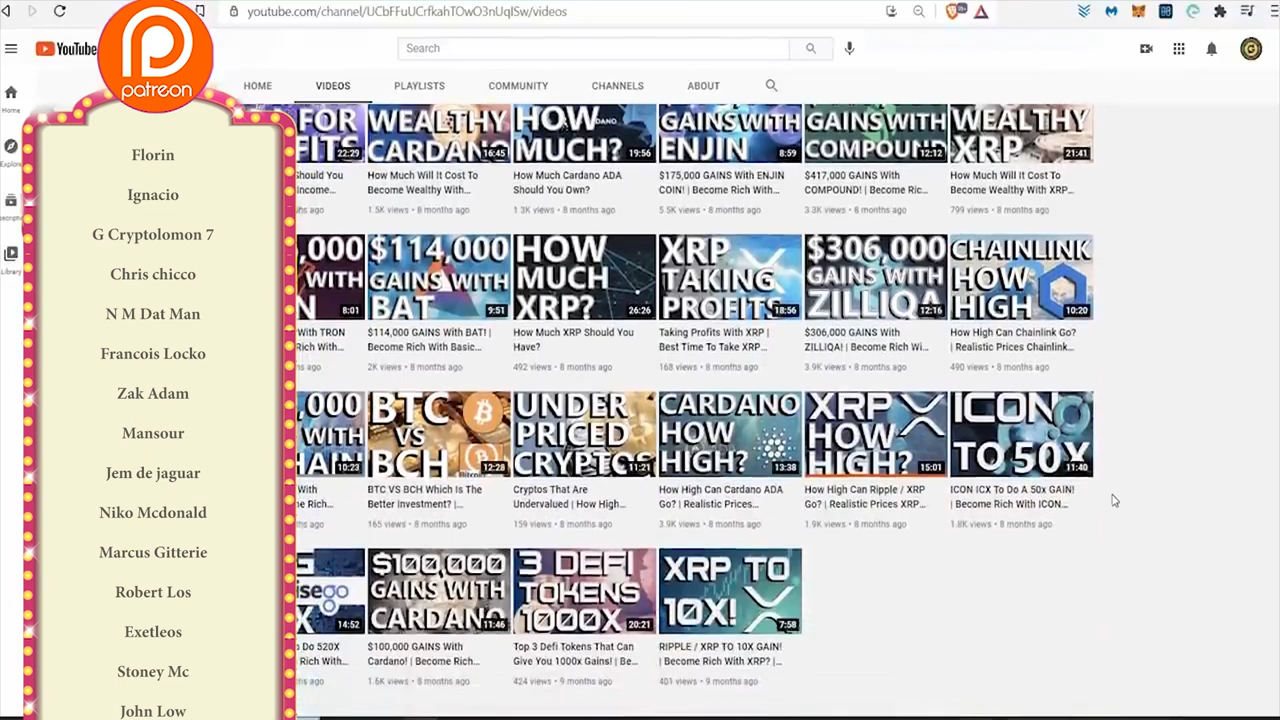 youtube.com/channel/UCbFFuUCrfkahTOwO3nUqISw/videos
YouTube
Search
patreon
HOME
VIDEOS
PLAYLISTS
COMMUNITY
CHANNELS
ABOUT
Home
Library
Florin
Ignacio
G Cryptolomon 7
Chris chicco
N M Dat Man
Francois Locko
Zak Adam
Mansour
Jem de jaguar
Niko Mcdonald
Marcus Gitterie
Robert Los
Exetleos
Stoney Mc
John Low
FOR
22:29
Should You
Income...
WEALTHY
CARDANO
16:45
How Much Will It Cost To
Become Wealthy With...
1.5K views • 8 months ago
HOW
MUCH?
19:56
How Much Cardano ADA
Should You Own?
1.3K views • 8 months ago
GAINS WITH
ENJIN
8:59
$175,000 GAINS With ENJIN
COIN! | Become Rich With...
5.5K views • 8 months ago
GAINS WITH
COMPOUND
12:12
$417,000 GAINS With
COMPOUND! | Become Ric...
3.3K views • 8 months ago
WEALTHY
XRP
21:41
How Much Will It Cost To
Become Wealthy With XRP...
799 views • 8 months ago
,000
WITH
N
8:01
With TRON
Rich With...
$114,000
GAINS WITH
BAT
9:51
$114,000 GAINS With BAT! |
Become Rich With Basic...
2K views • 8 months ago
HOW
MUCH
XRP?
26:26
How Much XRP Should You
Have?
492 views • 8 months ago
XRP
TAKING
PROFITS
18:56
Taking Profits With XRP |
Best Time To Take XRP...
168 views • 8 months ago
$306,000
GAINS WITH
ZILLIQA
12:16
$306,000 GAINS With
ZILLIQA! | Become Rich Wi...
3.9K views • 8 months ago
CHAINLINK
HOW
HIGH
10:20
How High Can Chainlink Go?
| Realistic Prices Chainlink...
490 views • 8 months ago
,000
WITH
HAIN
10:23
With
e Rich...
BTC
VS
BCH
12:28
BTC VS BCH Which Is The
Better Investment? |...
165 views • 8 months ago
UNDER
PRICED
CRYPTOS
11:21
Cryptos That Are
Undervalued | How High...
159 views • 8 months ago
CARDANO
HOW
HIGH?
13:38
How High Can Cardano ADA
Go? | Realistic Prices...
3.9K views • 8 months ago
XRP
HOW
HIGH?
15:01
How High Can Ripple / XRP
Go? | Realistic Prices XRP...
1.9K views • 8 months ago
ICON
TO 50X
11:40
ICON ICX To Do A 50x GAIN!
| Become Rich With ICON...
1.8K views • 8 months ago
14:52
o Do 520X
Rich With...
$100,000
GAINS WITH
CARDANO
11:46
$100,000 GAINS With
Cardano! | Become Rich...
1.6K views • 8 months ago
3 DEFI
TOKENS
1000X
20:21
Top 3 Defi Tokens That Can
Give You 1000x Gains! | Be...
424 views • 9 months ago
XRP TO
10X!
7:58
RIPPLE / XRP TO 10X GAIN!
| Become Rich With XRP? |...
401 views • 9 months ago